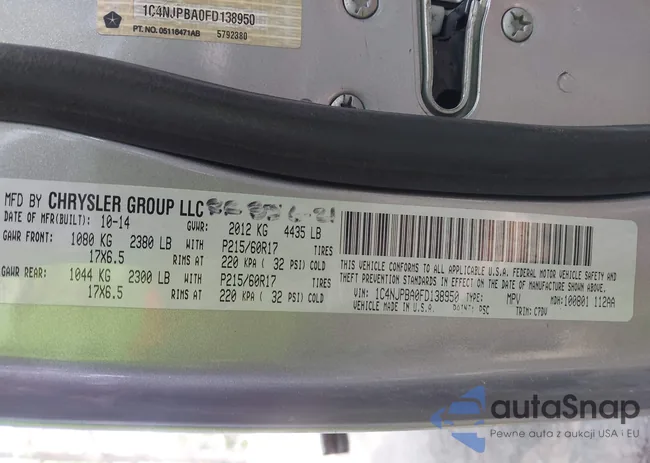 1C4NJPBA0FD138950
PT. NO. 05116471AB 5792380
MFD BY CHRYSLER GROUP LLC
DATE OF MFR(BUILT): 10-14 GVWR: 2012 KG 4435 LB
GAWR FRONT: 1080 KG 2380 LB WITH P215/60R17 TIRES
17X6.5 RIMS AT 220 KPA ( 32 PSI) COLD
GAWR REAR: 1044 KG 2300 LB WITH P215/60R17 TIRES
17X6.5 RIMS AT 220 KPA ( 32 PSI) COLD
THIS VEHICLE CONFORMS TO ALL APPLICABLE U.S.A. FEDERAL MOTOR VEHICLE SAFETY AND
THEFT PREVENTION STANDARDS IN EFFECT ON THE DATE OF MANUFACTURE SHOWN ABOVE.
VIN: 1C4NJPBA0FD138950 TYPE: MPV MDH: 100801 112AA
VEHICLE MADE IN U.S.A. PSC TRIM: C7DV
autaSnap
Pewne auta z aukcji USA i EU